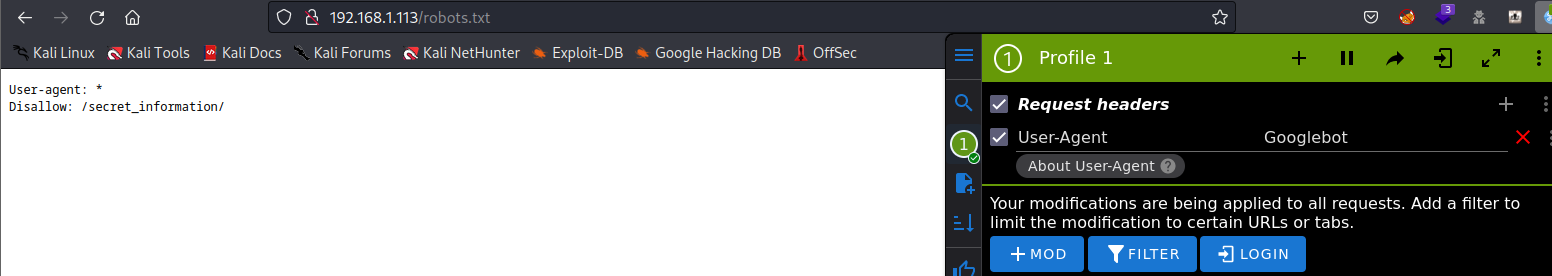 192.168.1.113/robots.txt
3
Kali Linux Kali Tools Kali Docs Kali Forums Kali NetHunter Exploit-DB Google Hacking DB OffSec
User-agent: *
Disallow: /secret_information/
1 Profile 1
Request headers
1
User-Agent Googlebot
About User-Agent ?
Your modifications are being applied to all requests. Add a filter to
limit the modification to certain URLs or tabs.
+ MOD FILTER LOGIN